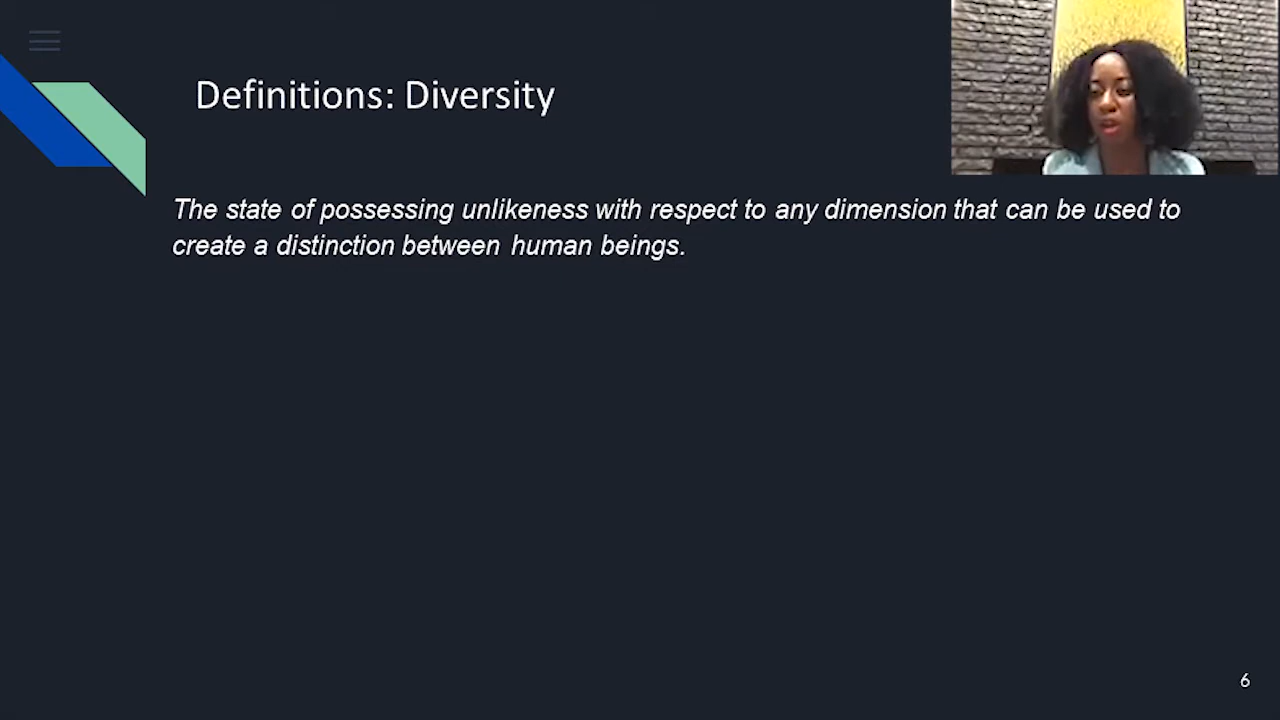 Definitions: Diversity
The state of possessing unlikeness with respect to any dimension that can be used to
create a distinction between human beings.
6